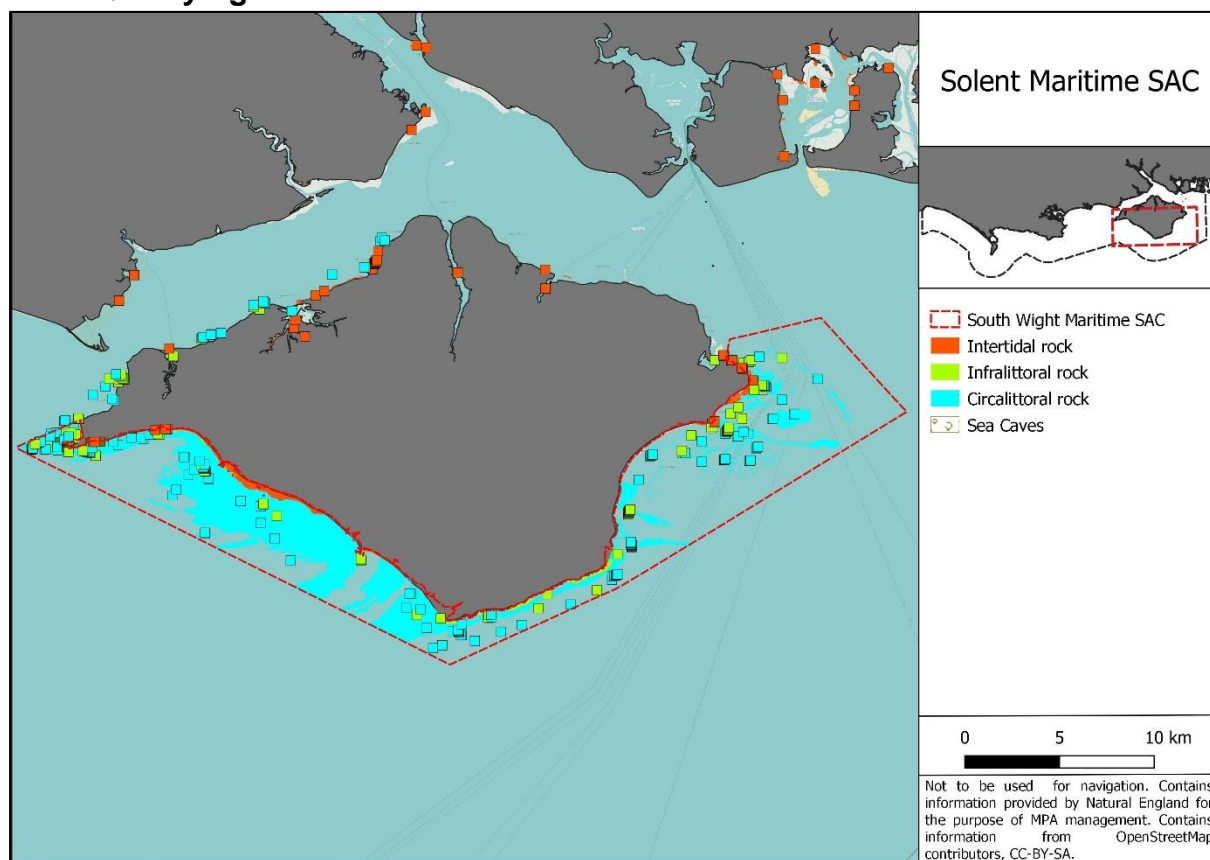 Solent Maritime SAC
South Wight Maritime SAC
Intertidal rock
Infralittoral rock
Circalittoral rock
Sea Caves
0 5 10 km
Not to be used for navigation. Contains
information provided by Natural England for
the purpose of MPA management. Contains
information from OpenStreetMap
contributors, CC-BY-SA.